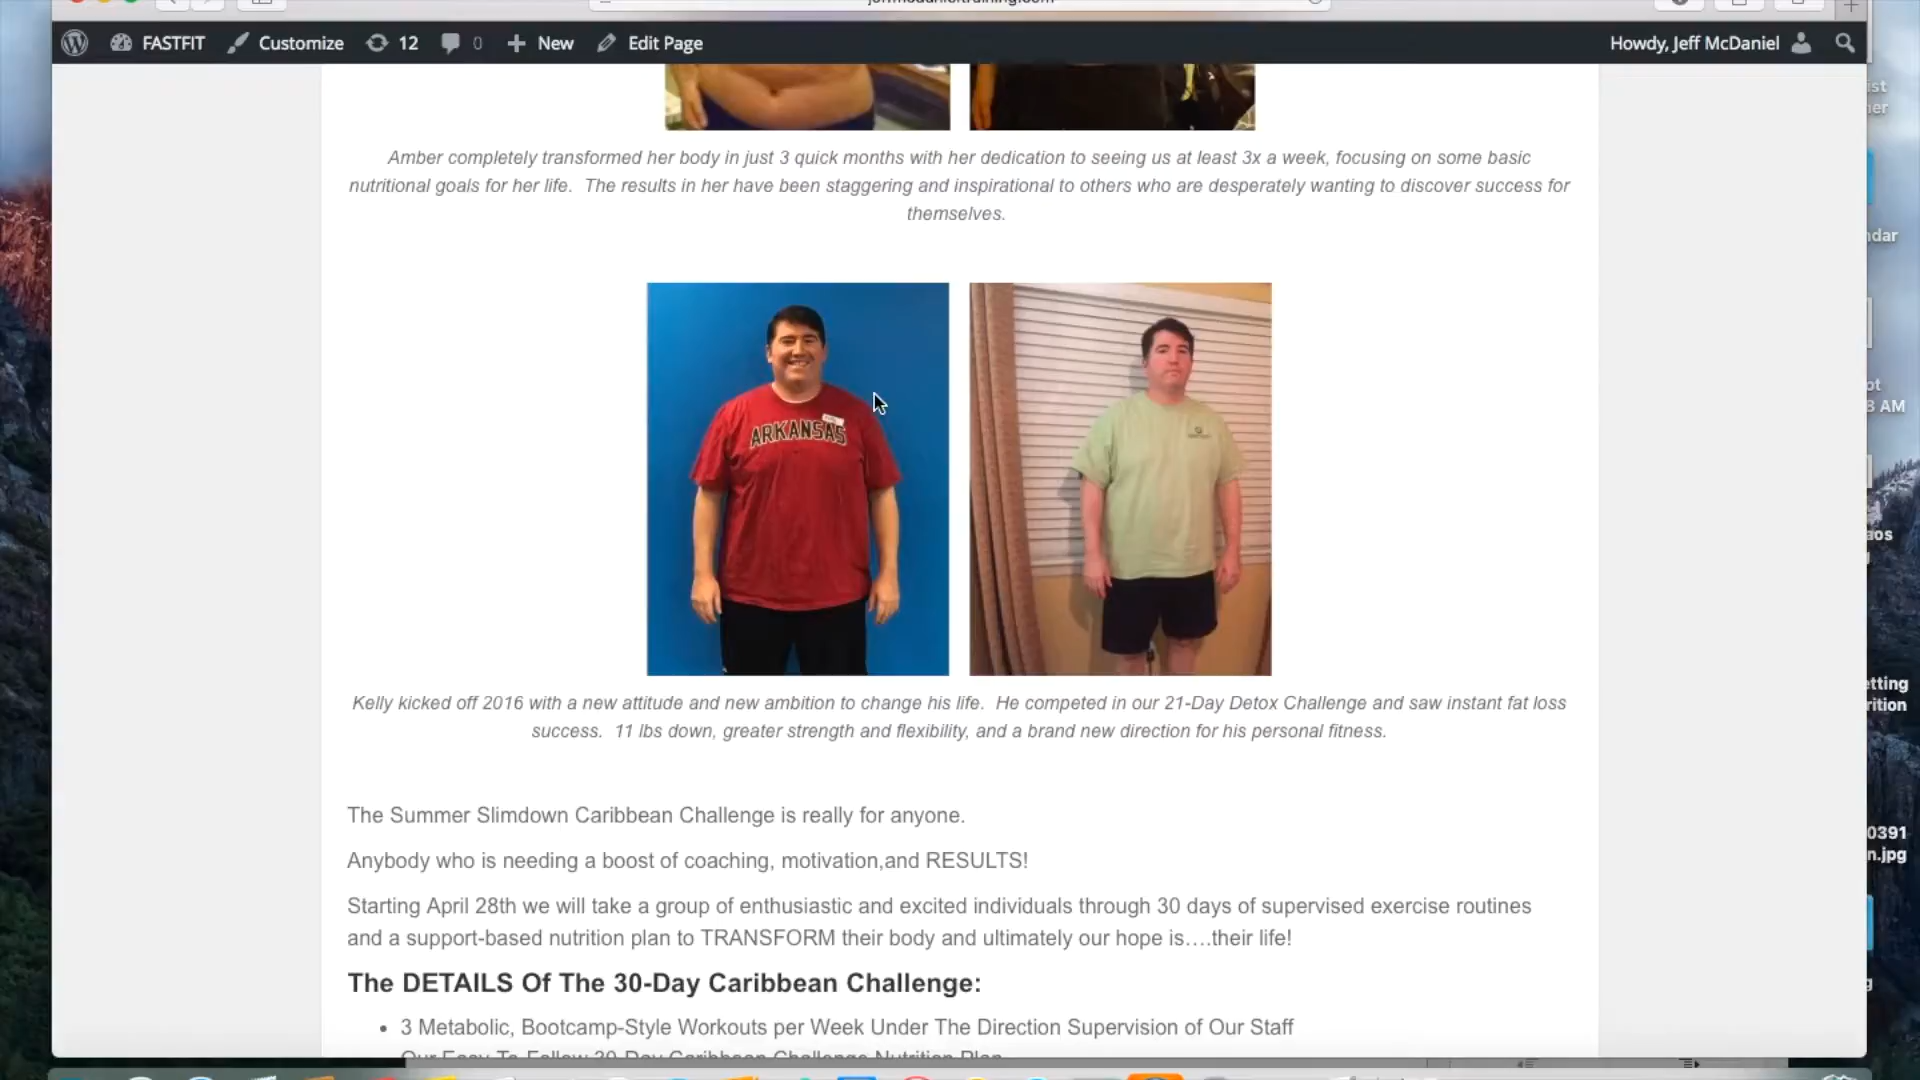 FASTFIT Customize 12 0 New Edit Page Howdy, Jeff McDaniel
Amber completely transformed her body in just 3 quick months with her dedication to seeing us at least 3x a week, focusing on some basic
nutritional goals for her life. The results in her have been staggering and inspirational to others who are desperately wanting to discover success for
themselves.
ARKANSAS
Kelly kicked off 2016 with a new attitude and new ambition to change his life. He competed in our 21-Day Detox Challenge and saw instant fat loss
success. 11 lbs down, greater strength and flexibility, and a brand new direction for his personal fitness.
The Summer Slimdown Caribbean Challenge is really for anyone.
Anybody who is needing a boost of coaching, motivation,and RESULTS!
Starting April 28th we will take a group of enthusiastic and excited individuals through 30 days of supervised exercise routines
and a support-based nutrition plan to TRANSFORM their body and ultimately our hope is….their life!
The DETAILS Of The 30-Day Caribbean Challenge:
• 3 Metabolic, Bootcamp-Style Workouts per Week Under The Direction Supervision of Our Staff
Our Easy To Follow 30-Day Caribbean Challenge Nutrition Plan
8 AM
0391
n.jpg